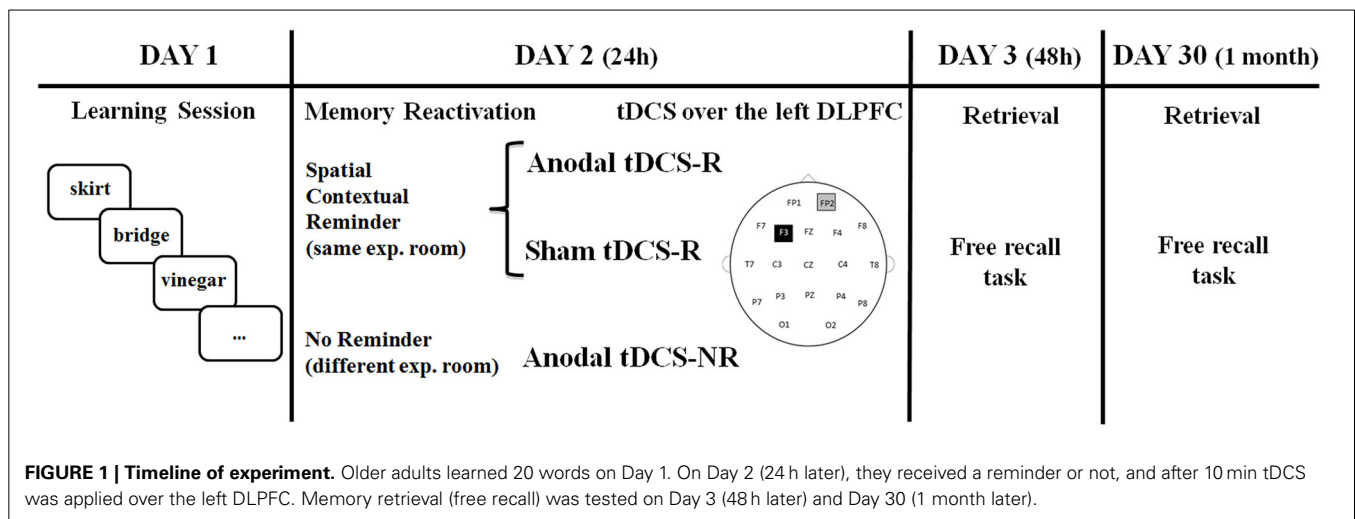 DAY 1
DAY 2 (24h)
DAY 3 (48h)
DAY 30 (1 month)
Learning Session
Memory Reactivation
tDCS over the left DLPFC
Retrieval
Retrieval
skirt
bridge
vinegar
...
Spatial
Contextual
Reminder
(same exp. room)
Anodal tDCS-R
Sham tDCS-R
No Reminder
(different exp. room)
Anodal tDCS-NR
FP1 FP2
F7 F3 FZ F4 F8
T7 C3 CZ C4 T8
P7 P3 PZ P4 P8
O1 O2
Free recall
task
Free recall
task
FIGURE 1 | Timeline of experiment. Older adults learned 20 words on Day 1. On Day 2 (24 h later), they received a reminder or not, and after 10 min tDCS
was applied over the left DLPFC. Memory retrieval (free recall) was tested on Day 3 (48 h later) and Day 30 (1 month later).